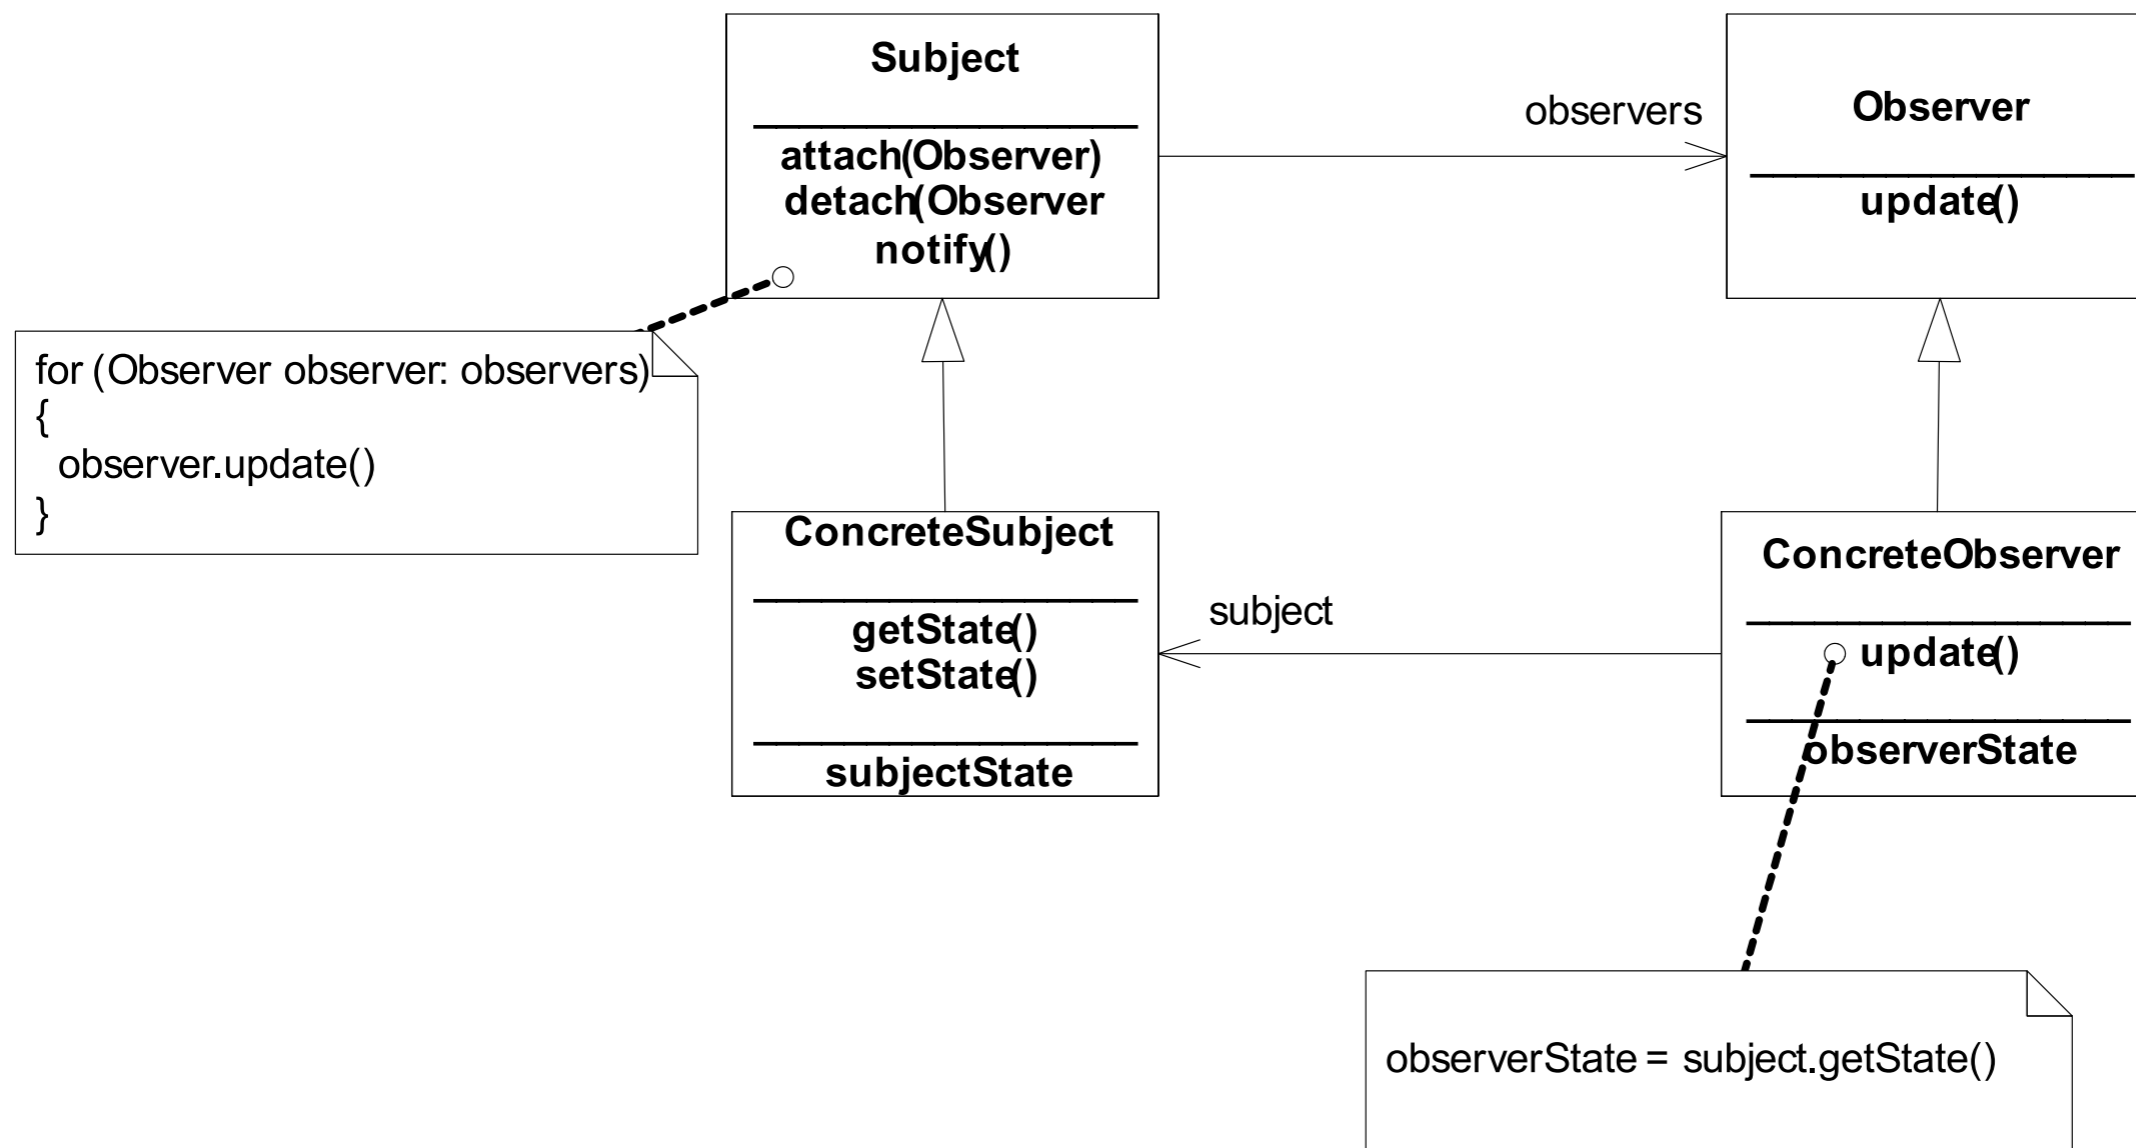 Subject
attach(Observer)
detach(Observer
notify()
observers
Observer
update()
for (Observer observer: observers)
{
observer.update()
}
ConcreteSubject
getState()
setState()
subjectState
subject
ConcreteObserver
update()
observerState
observerState = subject.getState()